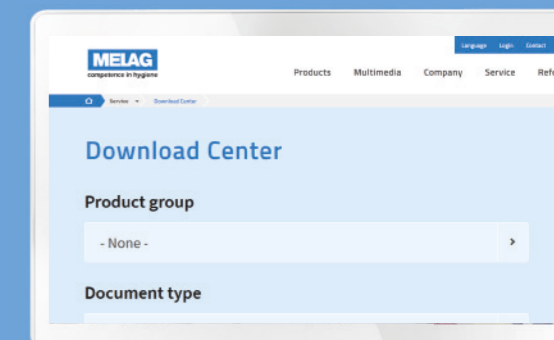 Language Login Contact
MELAG
competence in hygiene
Products Multimedia Company Service Refe
Service Download Center
Download Center
Product group
- None -
Document type